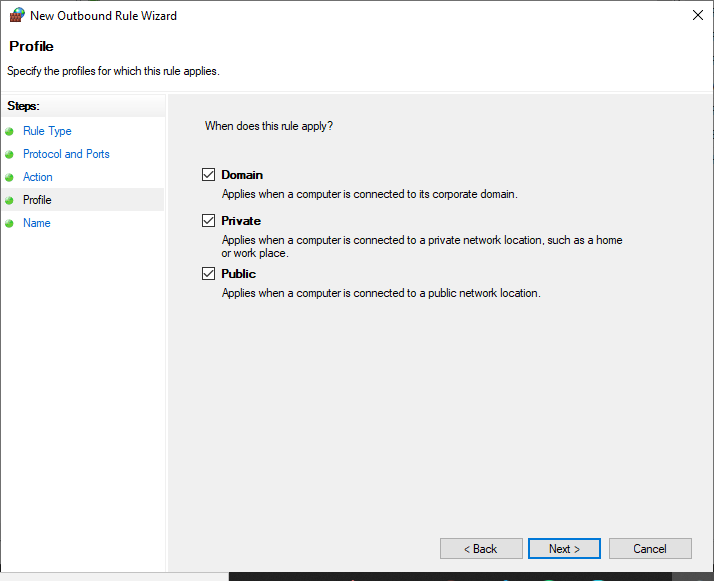 New Outbound Rule Wizard
Profile
Specify the profiles for which this rule applies.
Steps:
Rule Type
Protocol and Ports
Action
Profile
Name
When does this rule apply?
Domain
Applies when a computer is connected to its corporate domain.
Private
Applies when a computer is connected to a private network location, such as a home
or work place.
Public
Applies when a computer is connected to a public network location.
< Back
Next >
Cancel